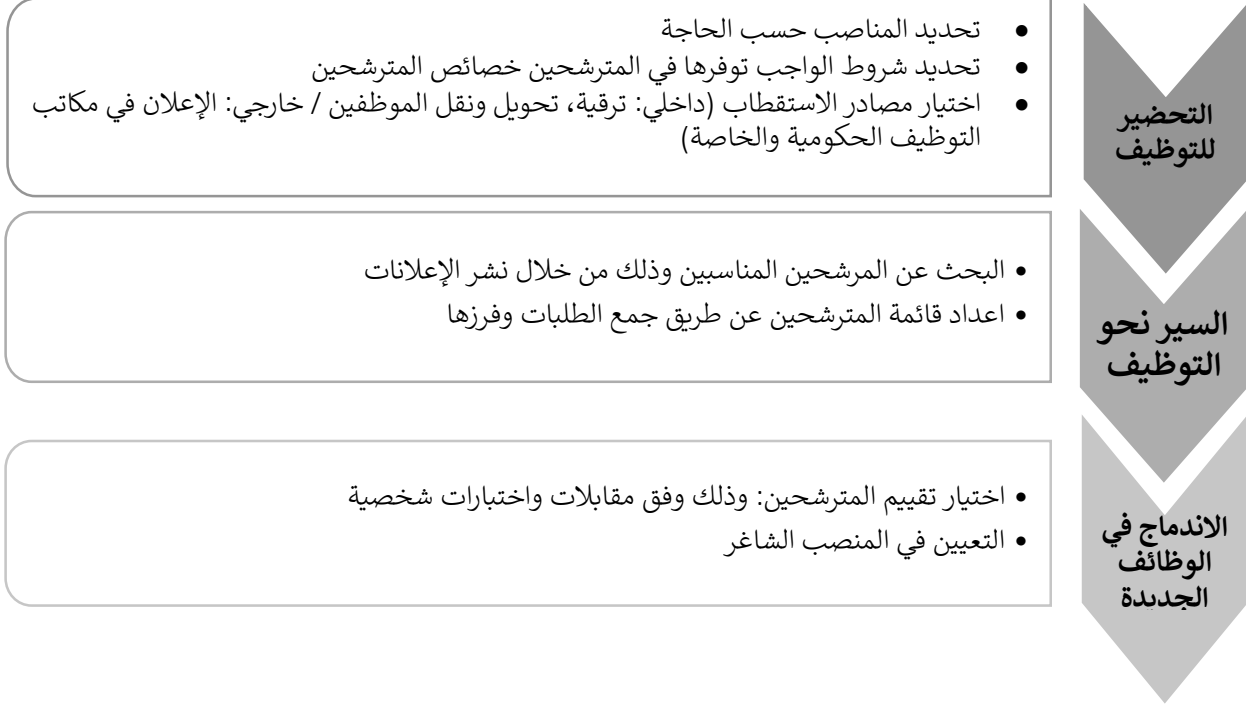 التحضير
للتوظيف
● تحديد المناصب حسب الحاجة
● تحديد شروط الواجب توفرها في المترشحين خصائص المترشحين
● اختيار مصادر الاستقطاب (داخلي: ترقية، تحويل ونقل الموظفين / خارجي: الإعلان في مكاتب
التوظيف الحكومية والخاصة)
السير نحو
التوظيف
• البحث عن المرشحين المناسبين وذلك من خلال نشر الإعلانات
• اعداد قائمة المترشحين عن طريق جمع الطلبات وفرزها
الاندماج في
الوظائف
الجديدة
• اختيار تقييم المترشحين: وذلك وفق مقابلات واختبارات شخصية
• التعيين في المنصب الشاغر